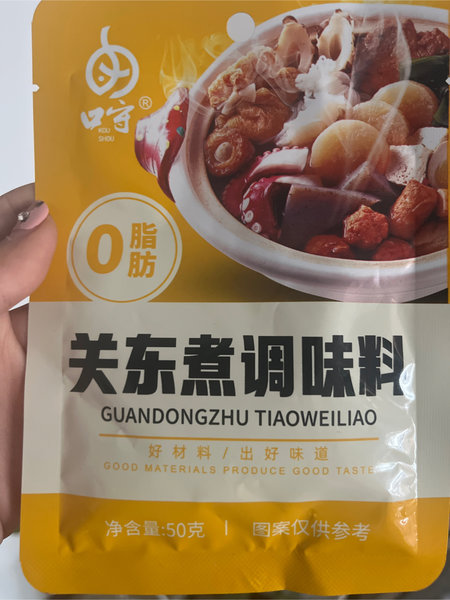 口守®
KOU
SHOU
0
脂
肪
关东煮调味料
GUANDONGZHU TIAOWEILIAO
好材料/出好味道
GOOD MATERIALS PRODUCE GOOD TASTE
净含量:50克 | 图案仅供参考